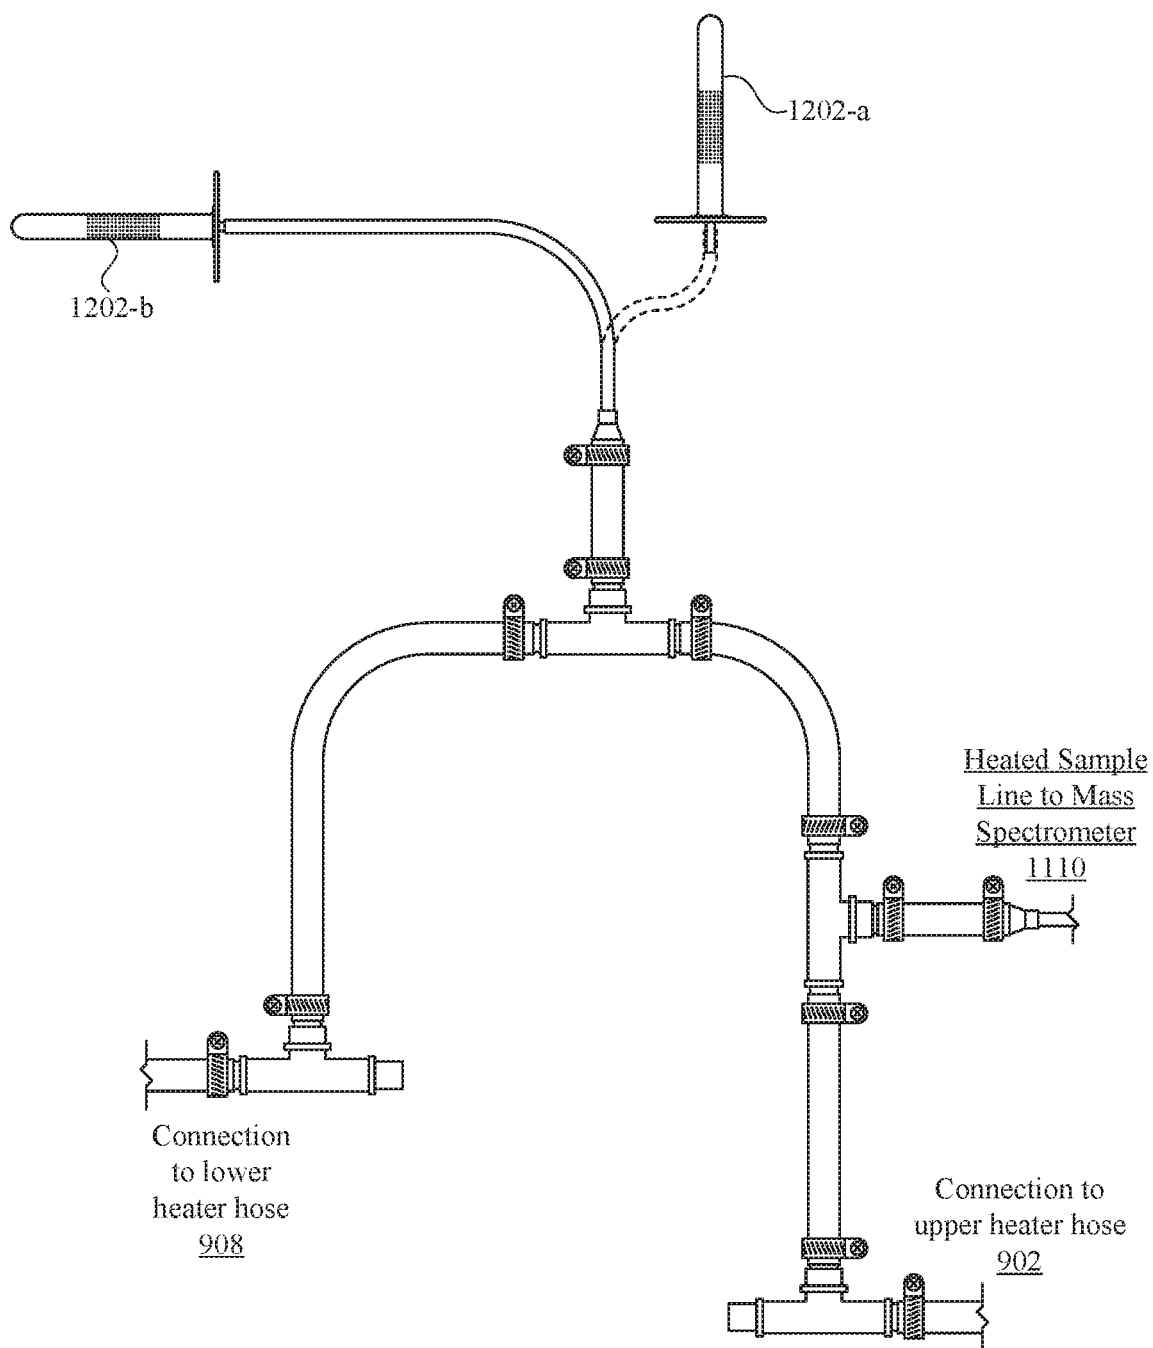 1202-a
1202-b
Heated Sample
Line to Mass
Spectrometer
1110
Connection
to lower
heater hose
908
Connection to
upper heater hose
902